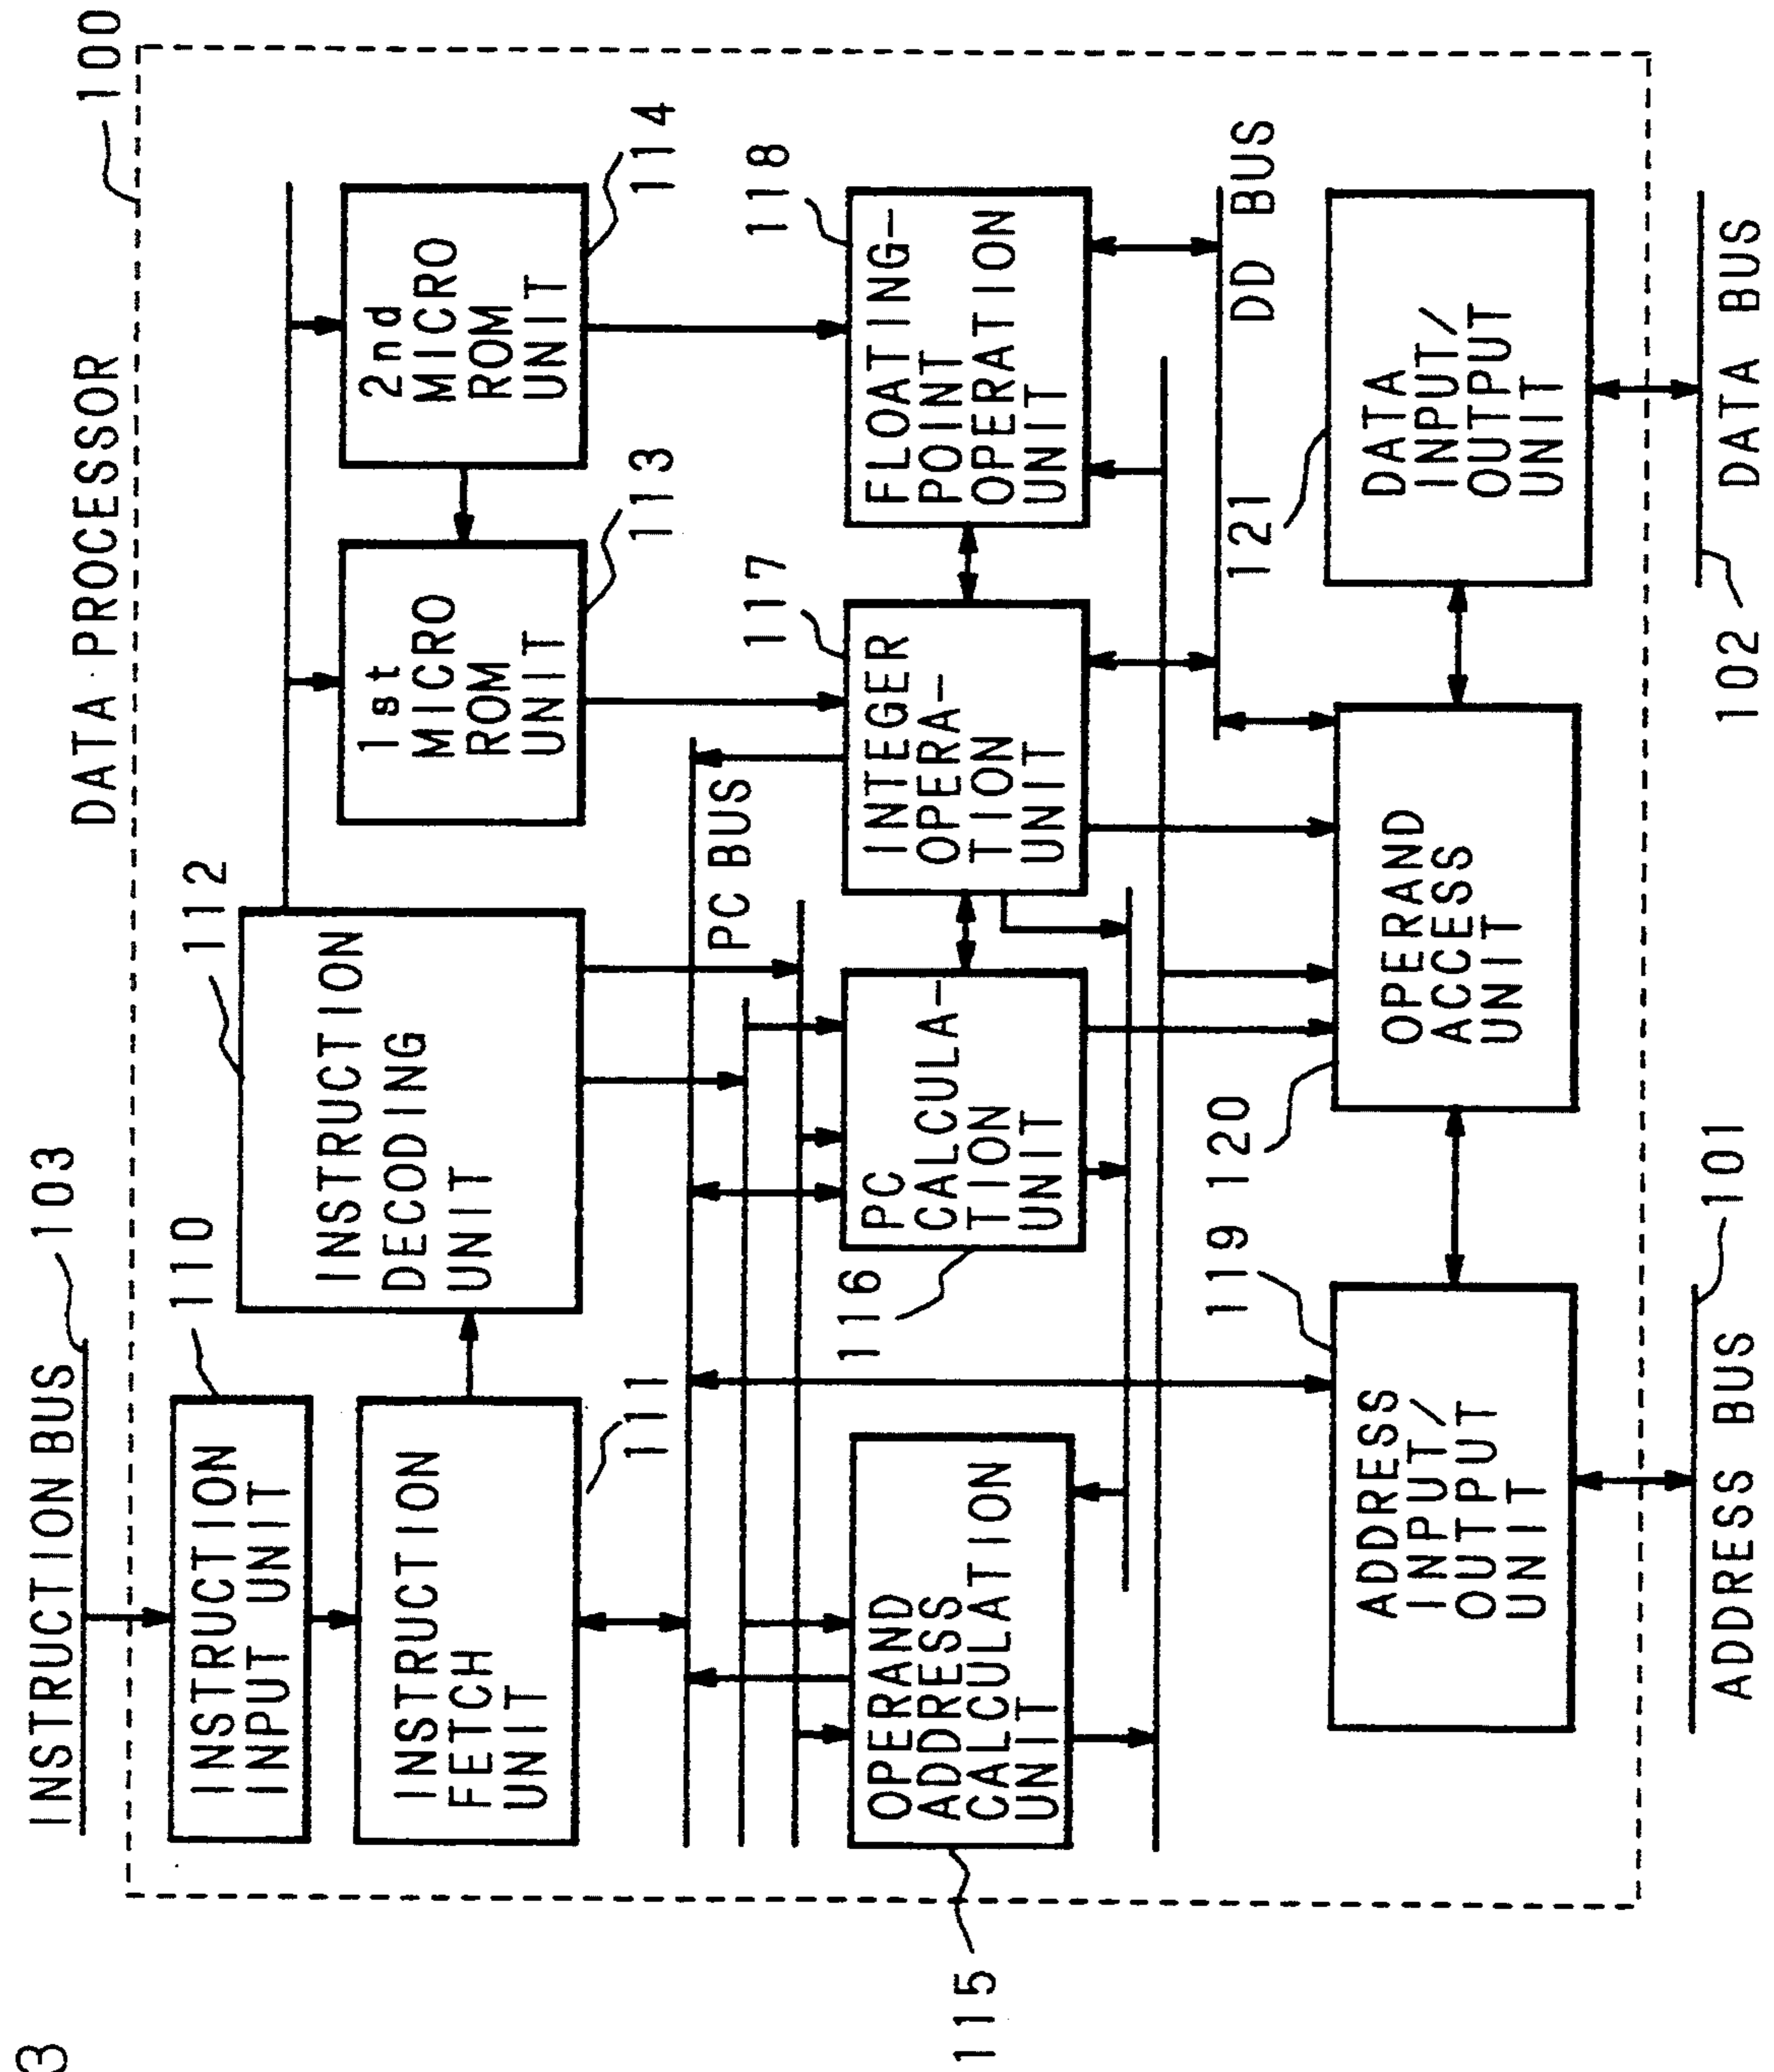 3
DATA PROCESSOR
100
INSTRUCTION BUS
103
110
INSTRUCTION
INPUT UNIT
112
INSTRUCTION
DECODING
UNIT
INSTRUCTION
FETCH
UNIT
111
1st
MICRO
ROM
UNIT
113
2nd
MICRO
ROM
UNIT
114
PC BUS
117
118
OPERAND
ADDRESS
CALCULATION
UNIT
115
PC
CALCULA-
TION
UNIT
116
INTEGER
OPERA-
TION
UNIT
FLOATING-
POINT
OPERATION
UNIT
DD BUS
119
120
121
ADDRESS
INPUT/
OUTPUT
UNIT
OPERAND
ACCESS
UNIT
DATA
INPUT/
OUTPUT
UNIT
101
ADDRESS BUS
102
DATA BUS